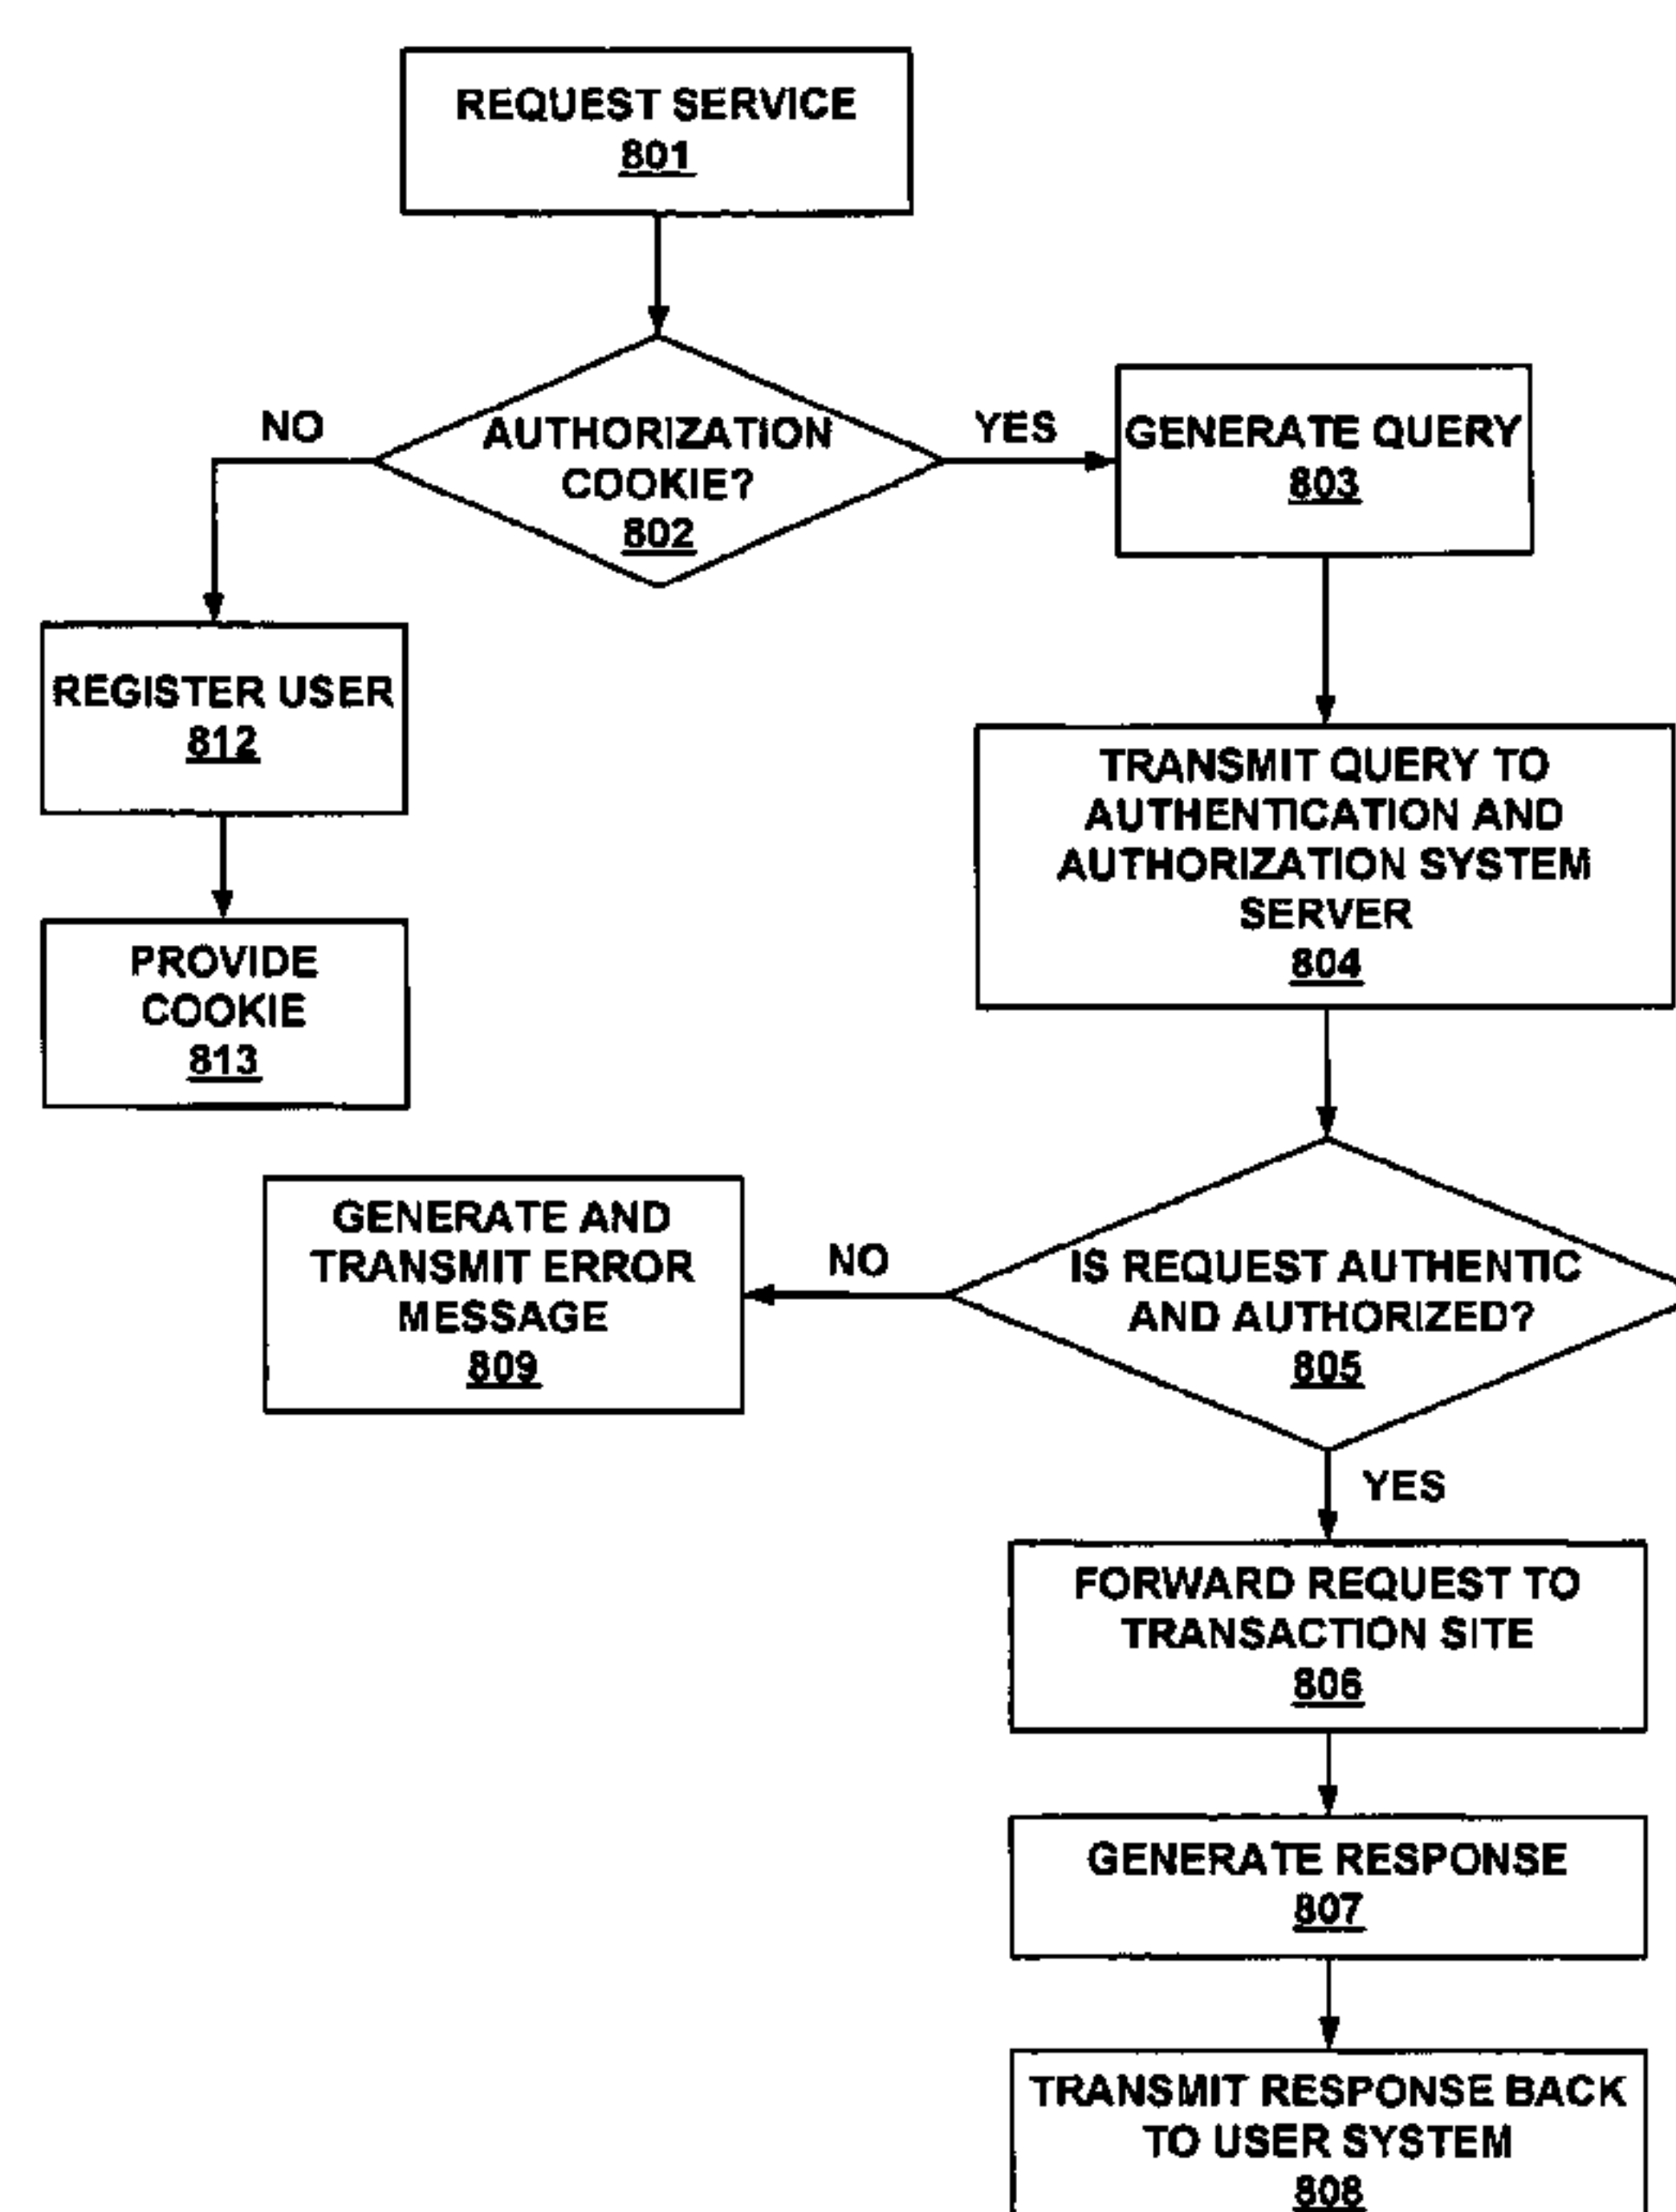 REQUEST SERVICE
801
NO
AUTHORIZATION
COOKIE?
802
YES
GENERATE QUERY
803
REGISTER USER
812
TRANSMIT QUERY TO
AUTHENTICATION AND
AUTHORIZATION SYSTEM
SERVER
804
PROVIDE
COOKIE
813
GENERATE AND
TRANSMIT ERROR
MESSAGE
809
NO
IS REQUEST AUTHENTIC
AND AUTHORIZED?
805
YES
FORWARD REQUEST TO
TRANSACTION SITE
806
GENERATE RESPONSE
807
TRANSMIT RESPONSE BACK
TO USER SYSTEM
808